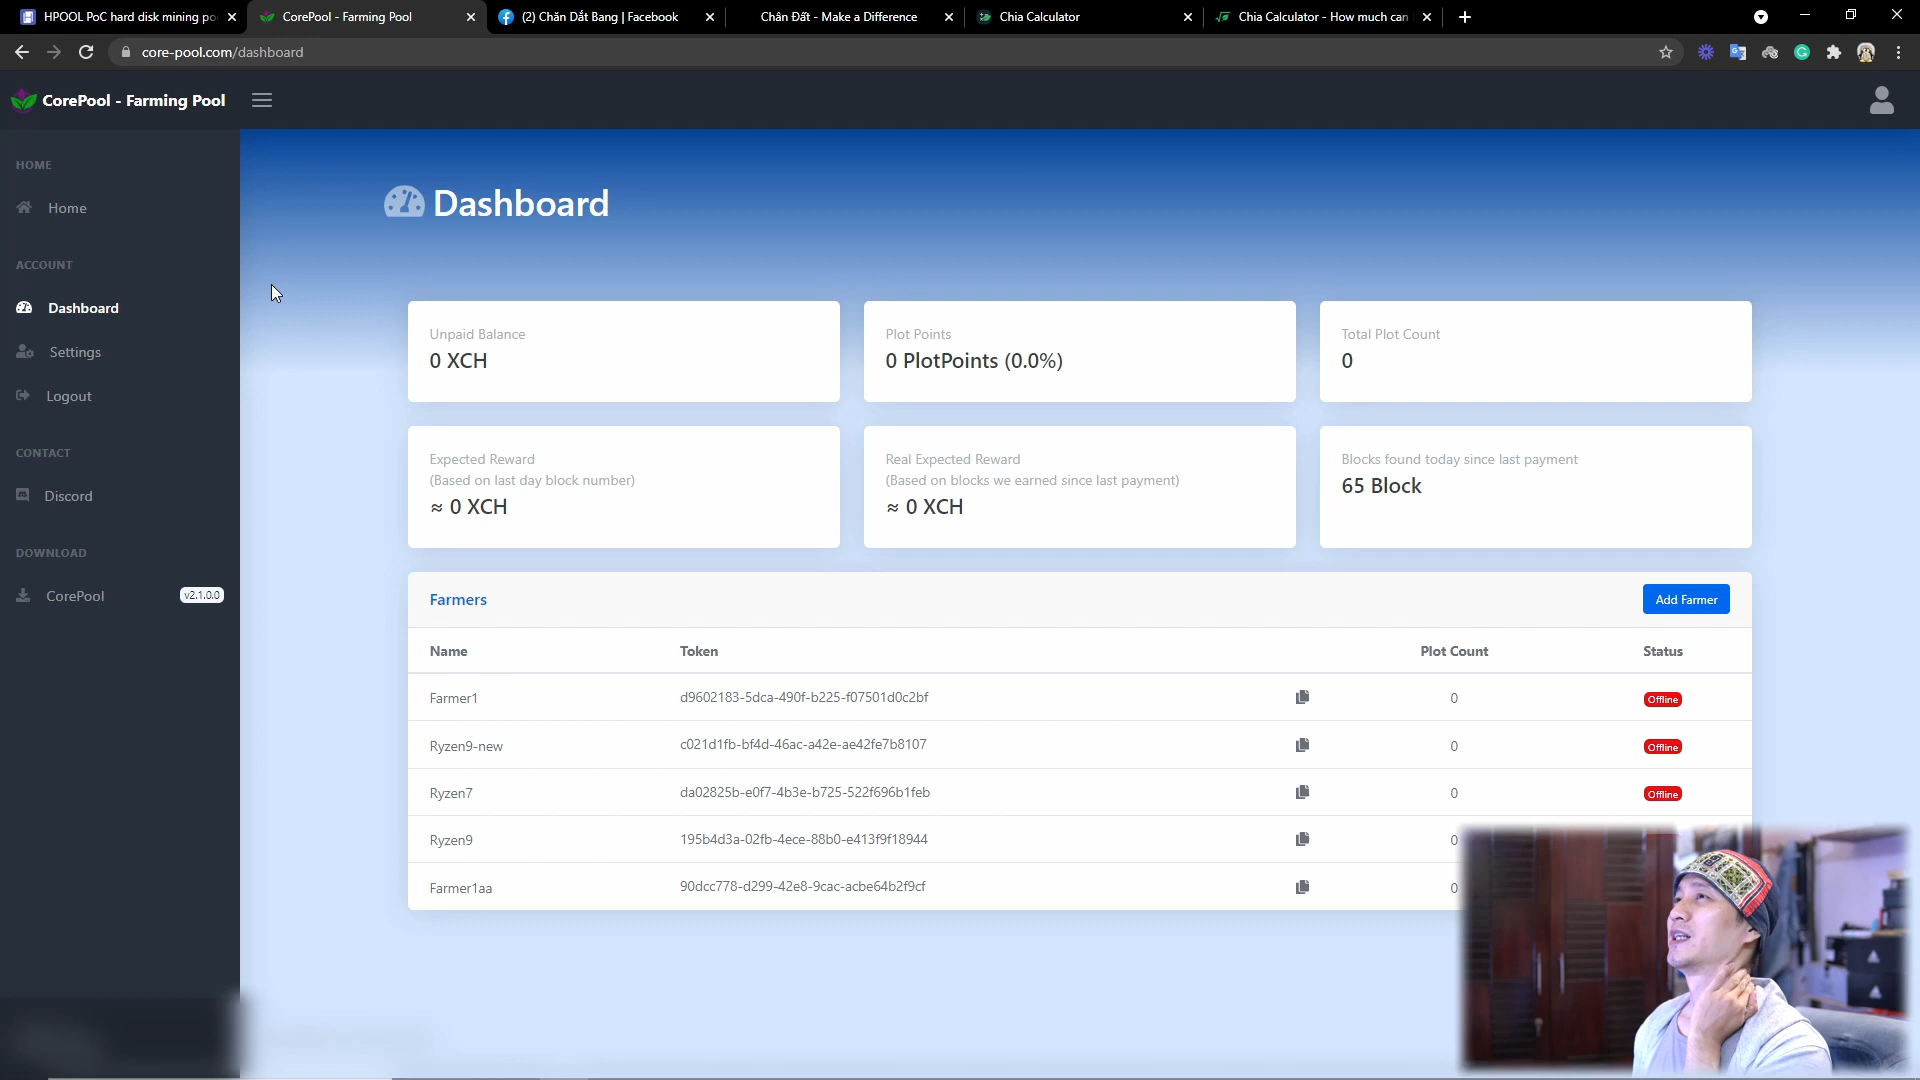 HPOOL PoC hard disk mining po
CorePool - Farming Pool
(2) Chăn Dắt Bang | Facebook
Chân Đất - Make a Difference
Chia Calculator
Chia Calculator - How much can
core-pool.com/dashboard
CorePool - Farming Pool
HOME
Home
ACCOUNT
Dashboard
Settings
Logout
CONTACT
Discord
DOWNLOAD
CorePool v2.1.0.0
Dashboard
Unpaid Balance
0 XCH
Plot Points
0 PlotPoints (0.0%)
Total Plot Count
0
Expected Reward
(Based on last day block number)
≈ 0 XCH
Real Expected Reward
(Based on blocks we earned since last payment)
≈ 0 XCH
Blocks found today since last payment
65 Block
Farmers
Add Farmer
Name Token Plot Count Status
Farmer1 d9602183-5dca-490f-b225-f07501d0c2bf 0 Offline
Ryzen9-new c021d1fb-bf4d-46ac-a42e-ae42fe7b8107 0 Offline
Ryzen7 da02825b-e0f7-4b3e-b725-522f696b1feb 0 Offline
Ryzen9 195b4d3a-02fb-4ece-88b0-e413f9f18944 0
Farmer1aa 90dcc778-d299-42e8-9cac-acbe64b2f9cf 0